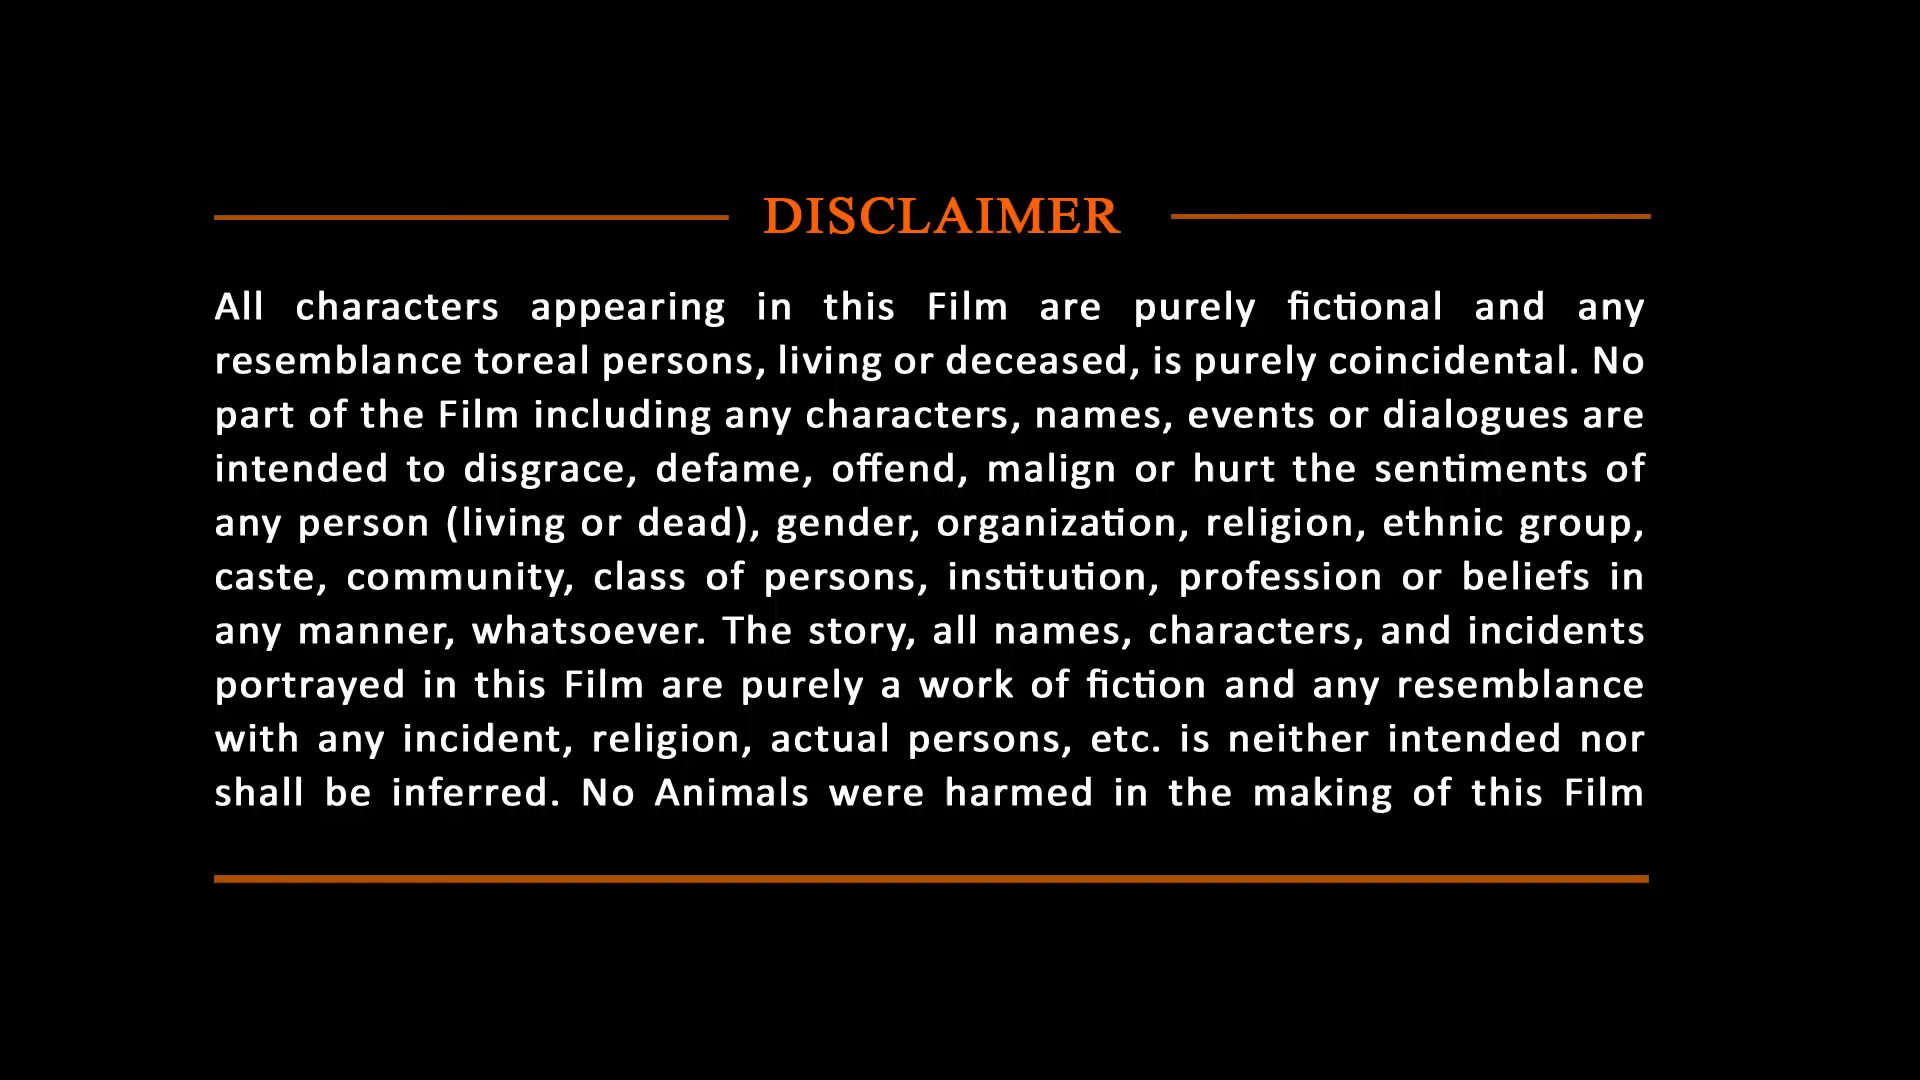 DISCLAIMER
All characters appearing in this Film are purely fictional and any
resemblance toreal persons, living or deceased, is purely coincidental. No
part of the Film including any characters, names, events or dialogues are
intended to disgrace, defame, offend, malign or hurt the sentiments of
any person (living or dead), gender, organization, religion, ethnic group,
caste, community, class of persons, institution, profession or beliefs in
any manner, whatsoever. The story, all names, characters, and incidents
portrayed in this Film are purely a work of fiction and any resemblance
with any incident, religion, actual persons, etc. is neither intended nor
shall be inferred. No Animals were harmed in the making of this Film